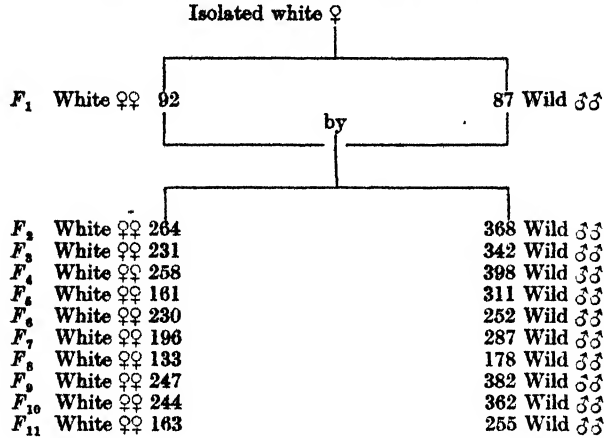 Isolated white ♀
F₁ White ♀♀ 92 87 Wild ♂♂
by
F₂ White ♀♀ 264 368 Wild ♂♂
F₃ White ♀♀ 231 342 Wild ♂♂
F₄ White ♀♀ 258 398 Wild ♂♂
F₅ White ♀♀ 161 311 Wild ♂♂
F₆ White ♀♀ 230 252 Wild ♂♂
F₇ White ♀♀ 196 287 Wild ♂♂
F₈ White ♀♀ 133 178 Wild ♂♂
F₉ White ♀♀ 247 382 Wild ♂♂
F₁₀ White ♀♀ 244 362 Wild ♂♂
F₁₁ White ♀♀ 163 255 Wild ♂♂